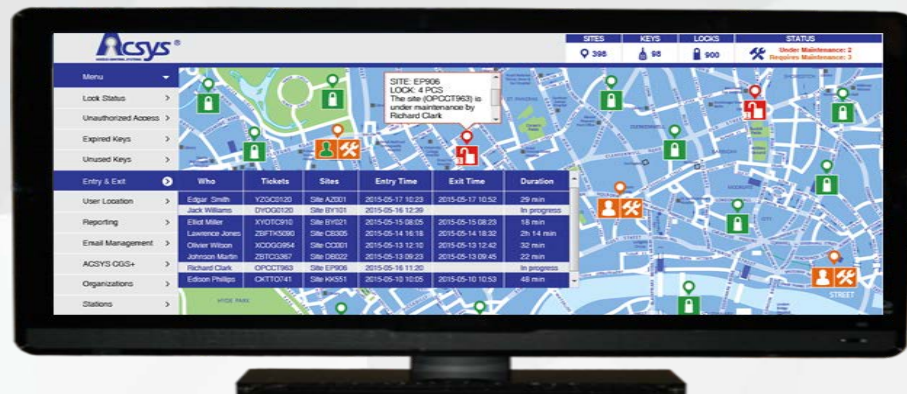 Acsys®
SITES KEYS LOCKS STATUS
398 98 900 Under Maintenance: 2
Requires Maintenance: 3
Menu
Lock Status
Unauthorized Access
Expired Keys
Unused Keys
Entry & Exit
User Location
Reporting
Email Management
ACSYS CGS+
Organizations
Stations
SITE: EP906
LOCK: 4 PCS
The site (OPCCT963) is
under maintenance by
Richard Clark
Who Tickets Sites Entry Time Exit Time Duration
Edgar Smith YZGC0120 Site AZ001 2015-05-17 10:23 2015-05-17 10:52 29 min
Jack Williams DYOG0120 Site BY101 2015-05-16 12:39 In progress
Eliot Miller XYOTC910 Site BY021 2015-05-15 08:05 2015-05-15 08:23 18 min
Lawrence Jones ZBFTK5090 Site CB305 2015-05-14 16:18 2015-05-14 18:32 2h 14 min
Olivier Wilson XCOGG954 Site CC001 2015-05-13 12:10 2015-05-13 12:42 32 min
Johnson Martin ZBTCG367 Site DB022 2015-05-13 09:23 2015-05-13 09:45 22 min
Richard Clark OPCCT963 Site EP906 2015-05-16 11:20 In progress
Edison Phillips OXTTO741 Site KK551 2015-05-10 10:05 2015-05-10 10:53 48 min
HYDE PARK
STREET